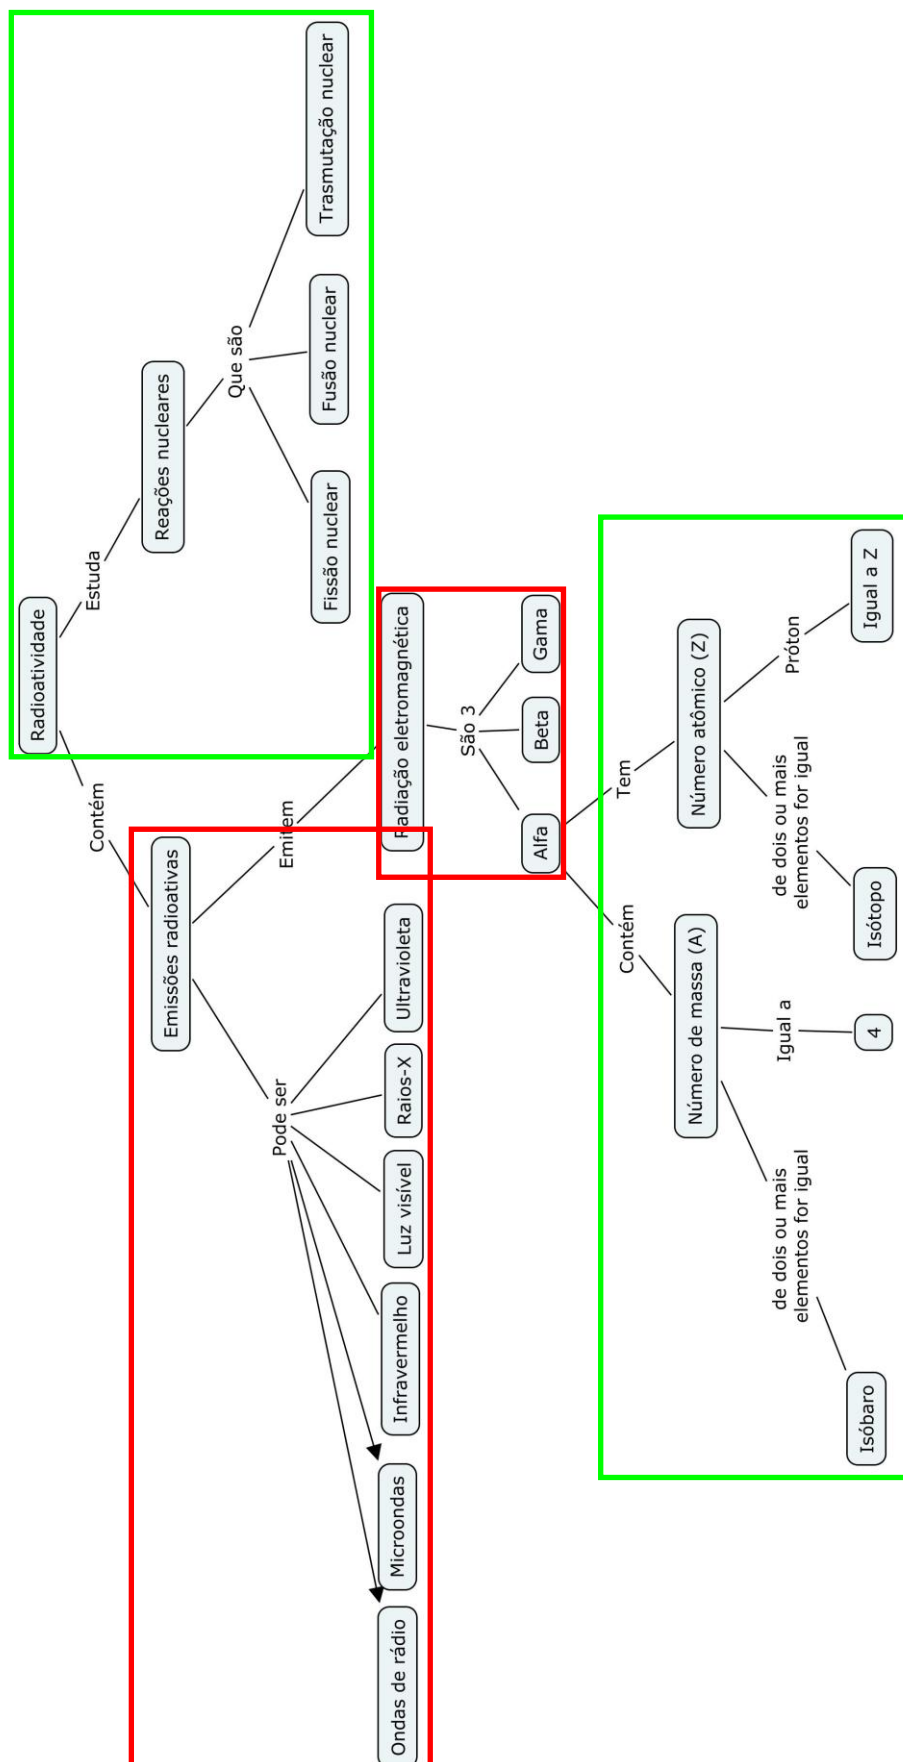 Radioatividade
Contém
Estuda
Emissões radioativas
Reações nucleares
Pode ser
Emitem
Que são
Ondas de rádio
Microondas
Infravermelho
Luz visível
Raios-X
Ultravioleta
Radiação eletromagnética
Fissão nuclear
Fusão nuclear
Trasmutação nuclear
São 3
Alfa
Beta
Gama
Contém
Tem
Número de massa (A)
Número atômico (Z)
de dois ou mais
elementos for igual
Igual a
de dois ou mais
elementos for igual
Próton
Isóbaro
4
Isótopo
Igual a Z